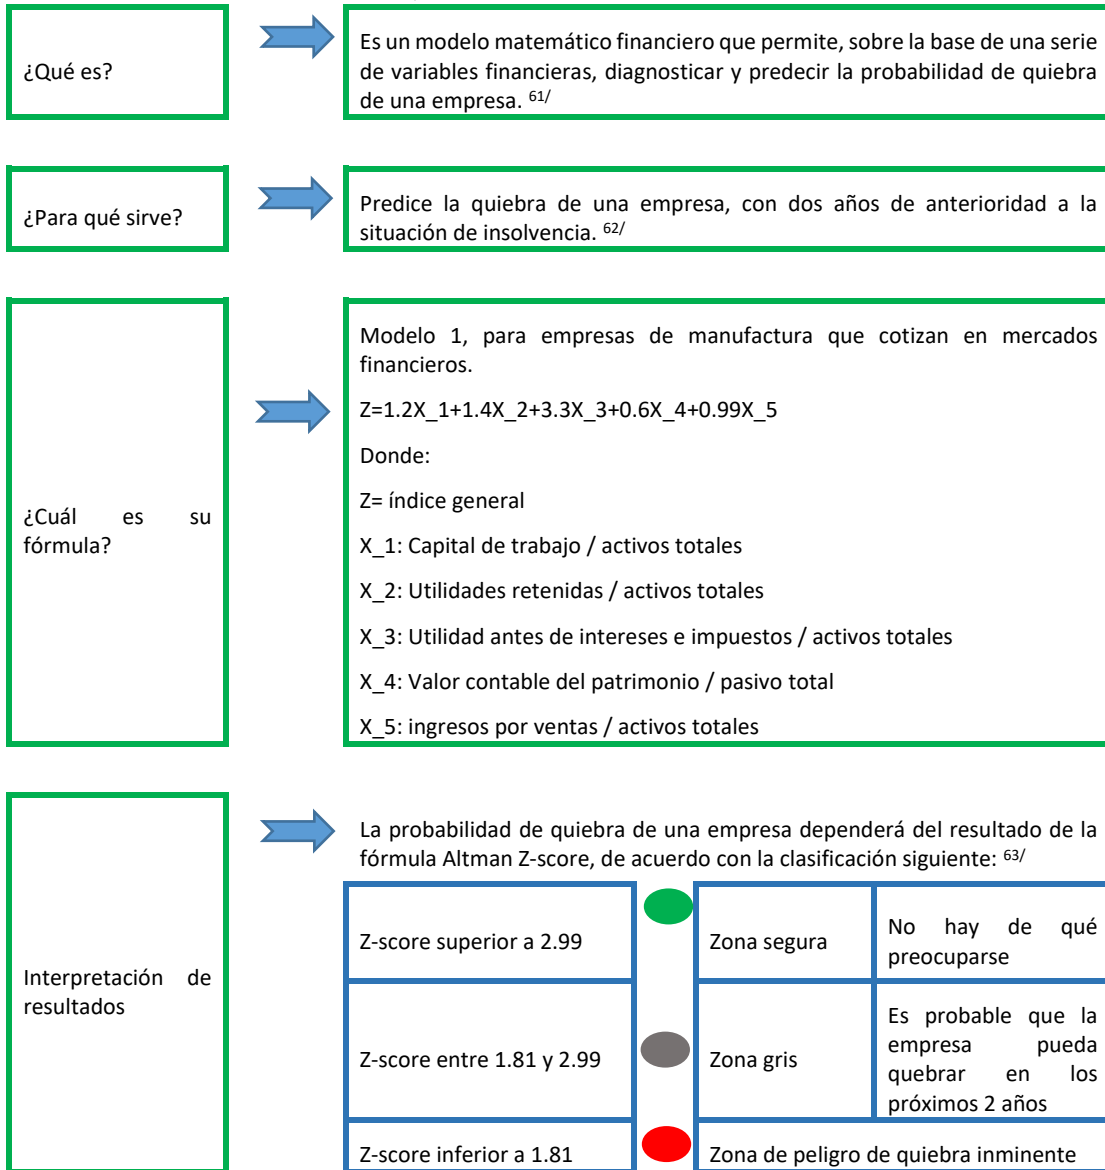 ¿Qué es?
Es un modelo matemático financiero que permite, sobre la base de una serie
de variables financieras, diagnosticar y predecir la probabilidad de quiebra
de una empresa. 61/
¿Para qué sirve?
Predice la quiebra de una empresa, con dos años de anterioridad a la
situación de insolvencia. 62/
¿Cuál es su
fórmula?
Modelo 1, para empresas de manufactura que cotizan en mercados
financieros.
Z=1.2X_1+1.4X_2+3.3X_3+0.6X_4+0.99X_5
Donde:
Z= índice general
X_1: Capital de trabajo / activos totales
X_2: Utilidades retenidas / activos totales
X_3: Utilidad antes de intereses e impuestos / activos totales
X_4: Valor contable del patrimonio / pasivo total
X_5: ingresos por ventas / activos totales
Interpretación de
resultados
La probabilidad de quiebra de una empresa dependerá del resultado de la
fórmula Altman Z-score, de acuerdo con la clasificación siguiente: 63/
Z-score superior a 2.99
Zona segura
No hay de qué
preocuparse
Z-score entre 1.81 y 2.99
Zona gris
Es probable que la
empresa pueda
quebrar en los
próximos 2 años
Z-score inferior a 1.81
Zona de peligro de quiebra inminente